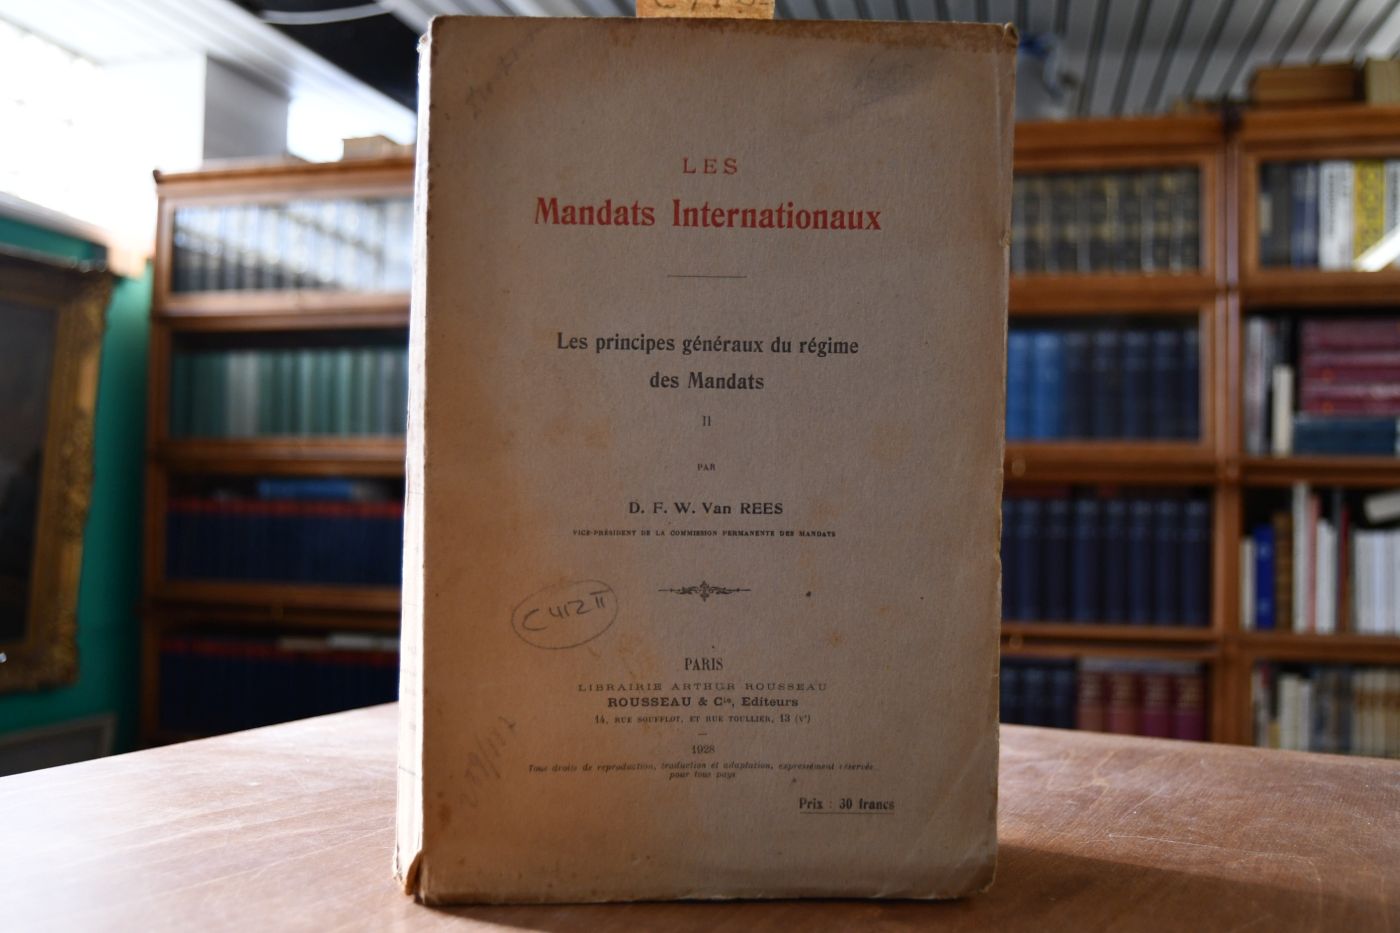 LES
Mandats Internationaux
Les principes généraux du régime
des Mandats
II
PAR
D. F. W. Van REES
VICE-PRÉSIDENT DE LA COMMISSION PERMANENTE DES MANDATS
C 412 II
PARIS
LIBRAIRIE ARTHUR ROUSSEAU
ROUSSEAU & Cie, Editeurs
14, RUE SOUFFLOT, ET RUE TOULLIER, 13 (Ve)
1928
Tous droits de reproduction, traduction et adaptation, expressément réservés
pour tous pays
Prix : 30 francs